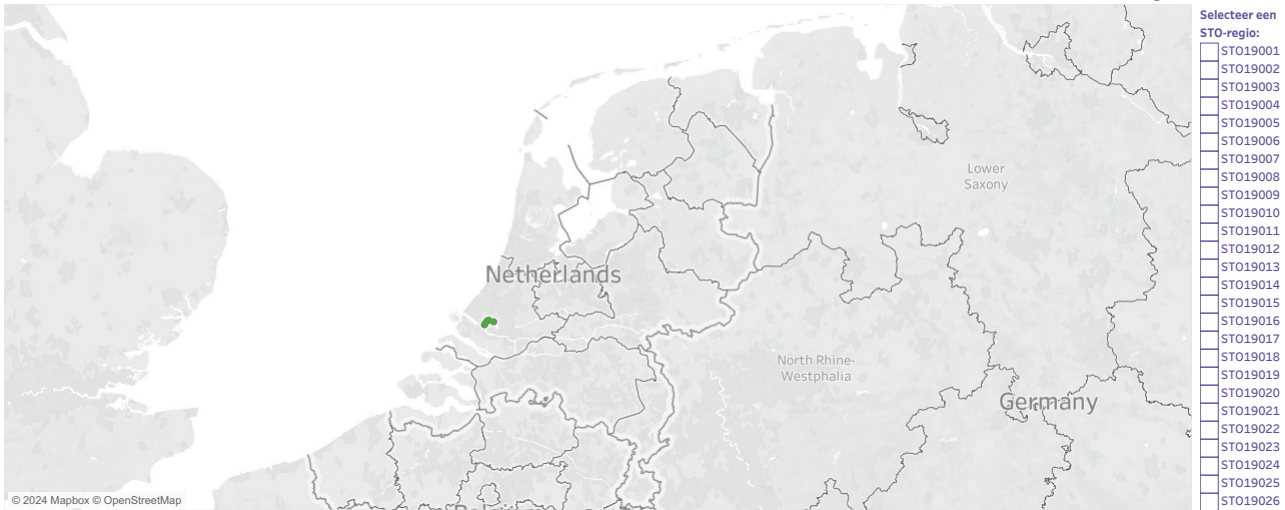 Selecteer een
STO-regio:
STO19001
STO19002
STO19003
STO19004
STO19005
STO19006
STO19007
STO19008
STO19009
STO19010
STO19011
STO19012
STO19013
STO19014
STO19015
STO19016
STO19017
STO19018
STO19019
STO19020
STO19021
STO19022
STO19023
STO19024
STO19025
STO19026
Lower
Saxony
Netherlands
North Rhine-
Westphalia
Germany
© 2024 Mapbox © OpenStreetMap